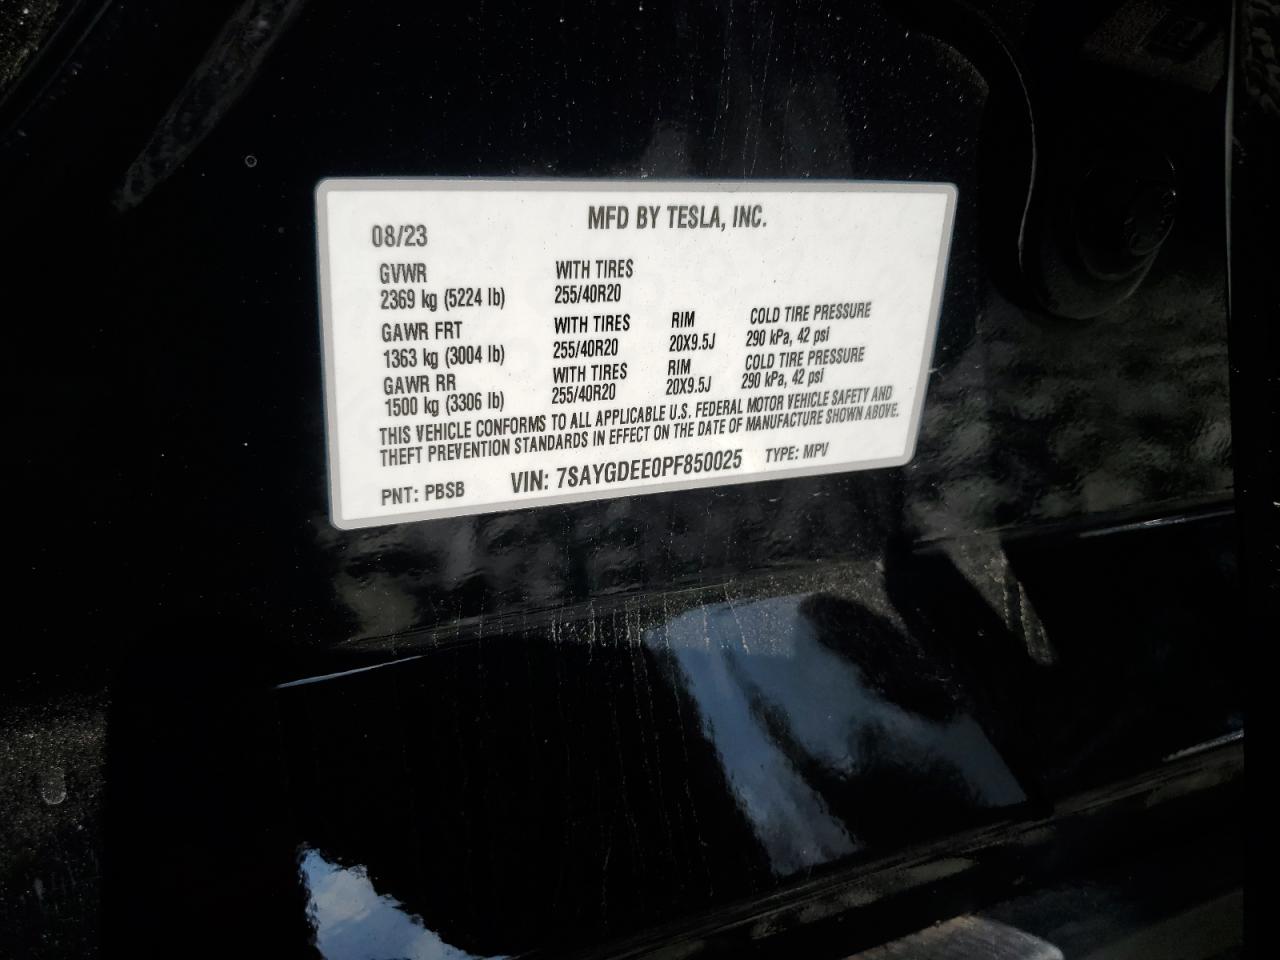 MFD BY TESLA, INC.
08/23
GVWR WITH TIRES
2369 kg (5224 lb) 255/40R20
GAWR FRT WITH TIRES RIM COLD TIRE PRESSURE
1363 kg (3004 lb) 255/40R20 20X9.5J 290 kPa, 42 psi
GAWR RR WITH TIRES RIM COLD TIRE PRESSURE
1500 kg (3306 lb) 255/40R20 20X9.5J 290 kPa, 42 psi
THIS VEHICLE CONFORMS TO ALL APPLICABLE U.S. FEDERAL MOTOR VEHICLE SAFETY AND
THEFT PREVENTION STANDARDS IN EFFECT ON THE DATE OF MANUFACTURE SHOWN ABOVE.
PNT: PBSB VIN: 7SAYGDEE0PF850025 TYPE: MPV